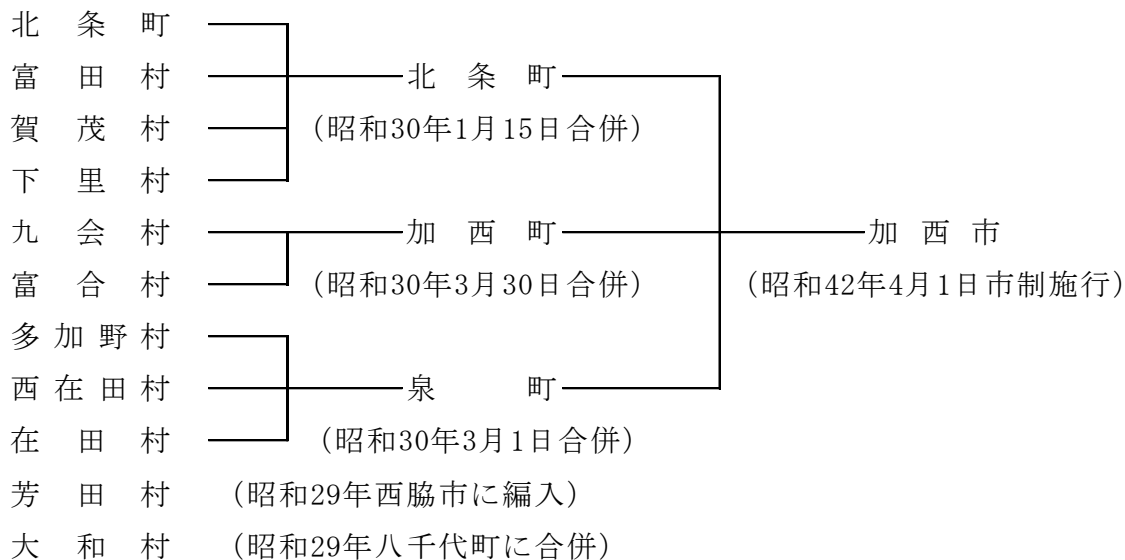 北条町
富田村 北条町
賀茂村 (昭和30年1月15日合併)
下里村
九会村 加西町 加西市
富合村 (昭和30年3月30日合併) (昭和42年4月1日市制施行)
多加野村
西在田村 泉町
在田村 (昭和30年3月1日合併)
芳田村 (昭和29年西脇市に編入)
大和村 (昭和29年八千代町に合併)